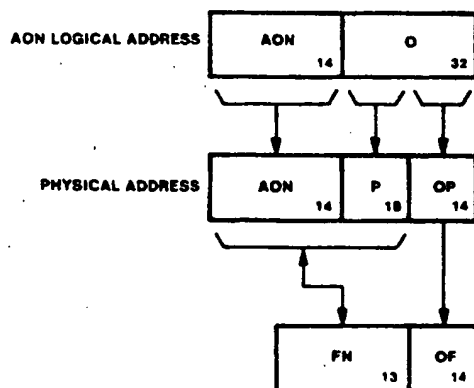 AON LOGICAL ADDRESS AON 14 O 32
PHYSICAL ADDRESS AON 14 P 18 OP 14
FN 13 OF 14